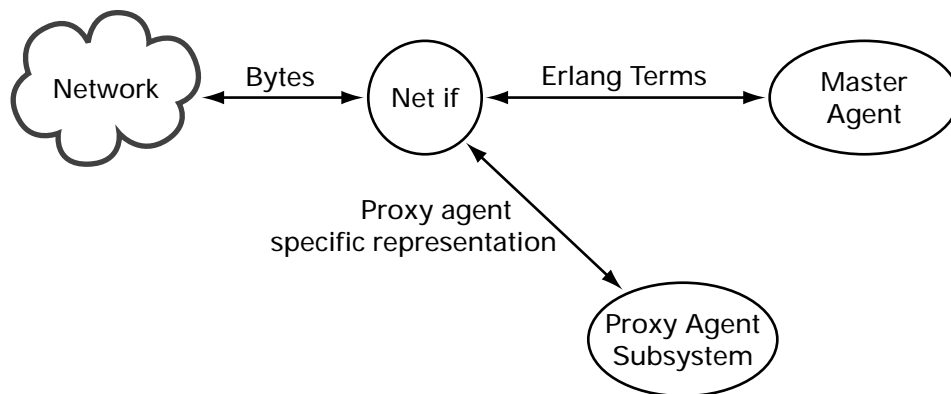 Network
Bytes
Net if
Erlang Terms
Master
Agent
Proxy agent
specific representation
Proxy Agent
Subsystem